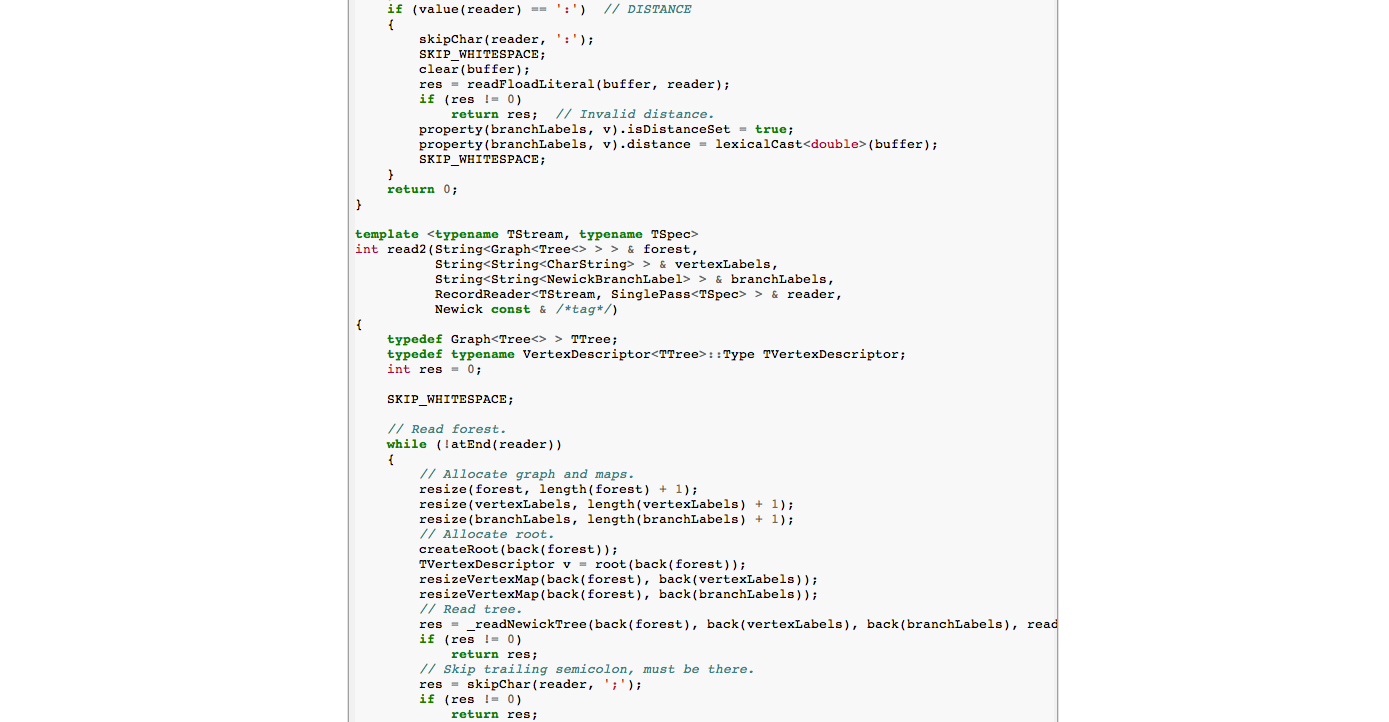 if (value(reader) == ':')  // DISTANCE
    {
        skipChar(reader, ':');
        SKIP_WHITESPACE;
        clear(buffer);
        res = readFloadLiteral(buffer, reader);
        if (res != 0)
            return res;  // Invalid distance.
        property(branchLabels, v).isDistanceSet = true;
        property(branchLabels, v).distance = lexicalCast<double>(buffer);
        SKIP_WHITESPACE;
    }
    return 0;
}

template <typename TStream, typename TSpec>
int read2(String<Graph<Tree<> > > & forest,
          String<String<CharString> > & vertexLabels,
          String<String<NewickBranchLabel> > & branchLabels,
          RecordReader<TStream, SinglePass<TSpec> > & reader,
          Newick const & /*tag*/)
{
    typedef Graph<Tree<> > TTree;
    typedef typename VertexDescriptor<TTree>::Type TVertexDescriptor;
    int res = 0;

    SKIP_WHITESPACE;

    // Read forest.
    while (!atEnd(reader))
    {
        // Allocate graph and maps.
        resize(forest, length(forest) + 1);
        resize(vertexLabels, length(vertexLabels) + 1);
        resize(branchLabels, length(branchLabels) + 1);
        // Allocate root.
        createRoot(back(forest));
        TVertexDescriptor v = root(back(forest));
        resizeVertexMap(back(forest), back(vertexLabels));
        resizeVertexMap(back(forest), back(branchLabels));
        // Read tree.
        res = _readNewickTree(back(forest), back(vertexLabels), back(branchLabels), read
        if (res != 0)
            return res;
        // Skip trailing semicolon, must be there.
        res = skipChar(reader, ';');
        if (res != 0)
            return res;